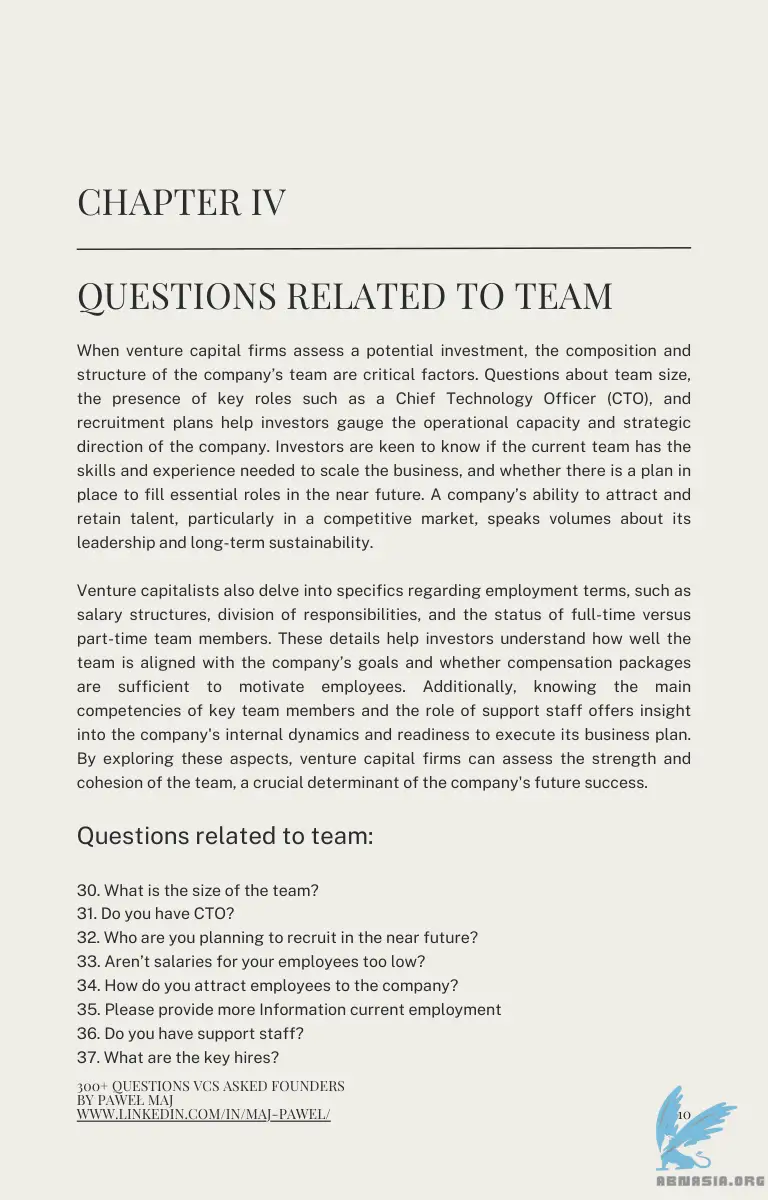 CHAPTER IV
QUESTIONS RELATED TO TEAM
When venture capital firms assess a potential investment, the composition and
structure of the company's team are critical factors. Questions about team size,
the presence of key roles such as a Chief Technology Officer (CTO), and
recruitment plans help investors gauge the operational capacity and strategic
direction of the company. Investors are keen to know if the current team has the
skills and experience needed to scale the business, and whether there is a plan in
place to fill essential roles in the near future. A company's ability to attract and
retain talent, particularly in a competitive market, speaks volumes about its
leadership and long-term sustainability.
Venture capitalists also delve into specifics regarding employment terms, such as
salary structures, division of responsibilities, and the status of full-time versus
part-time team members. These details help investors understand how well the
team is aligned with the company's goals and whether compensation packages
are sufficient to motivate employees. Additionally, knowing the main
competencies of key team members and the role of support staff offers insight
into the company's internal dynamics and readiness to execute its business plan.
By exploring these aspects, venture capital firms can assess the strength and
cohesion of the team, a crucial determinant of the company's future success.
Questions related to team:
30. What is the size of the team?
31. Do you have CTO?
32. Who are you planning to recruit in the near future?
33. Aren't salaries for your employees too low?
34. How do you attract employees to the company?
35. Please provide more Information current employment
36. Do you have support staff?
37. What are the key hires?
300+ QUESTIONS VCS ASKED FOUNDERS
BY PAWEŁ MAJ
WWW.LINKEDIN.COM/IN/MAJ-PAWEL/
10
ABNASIA.ORG